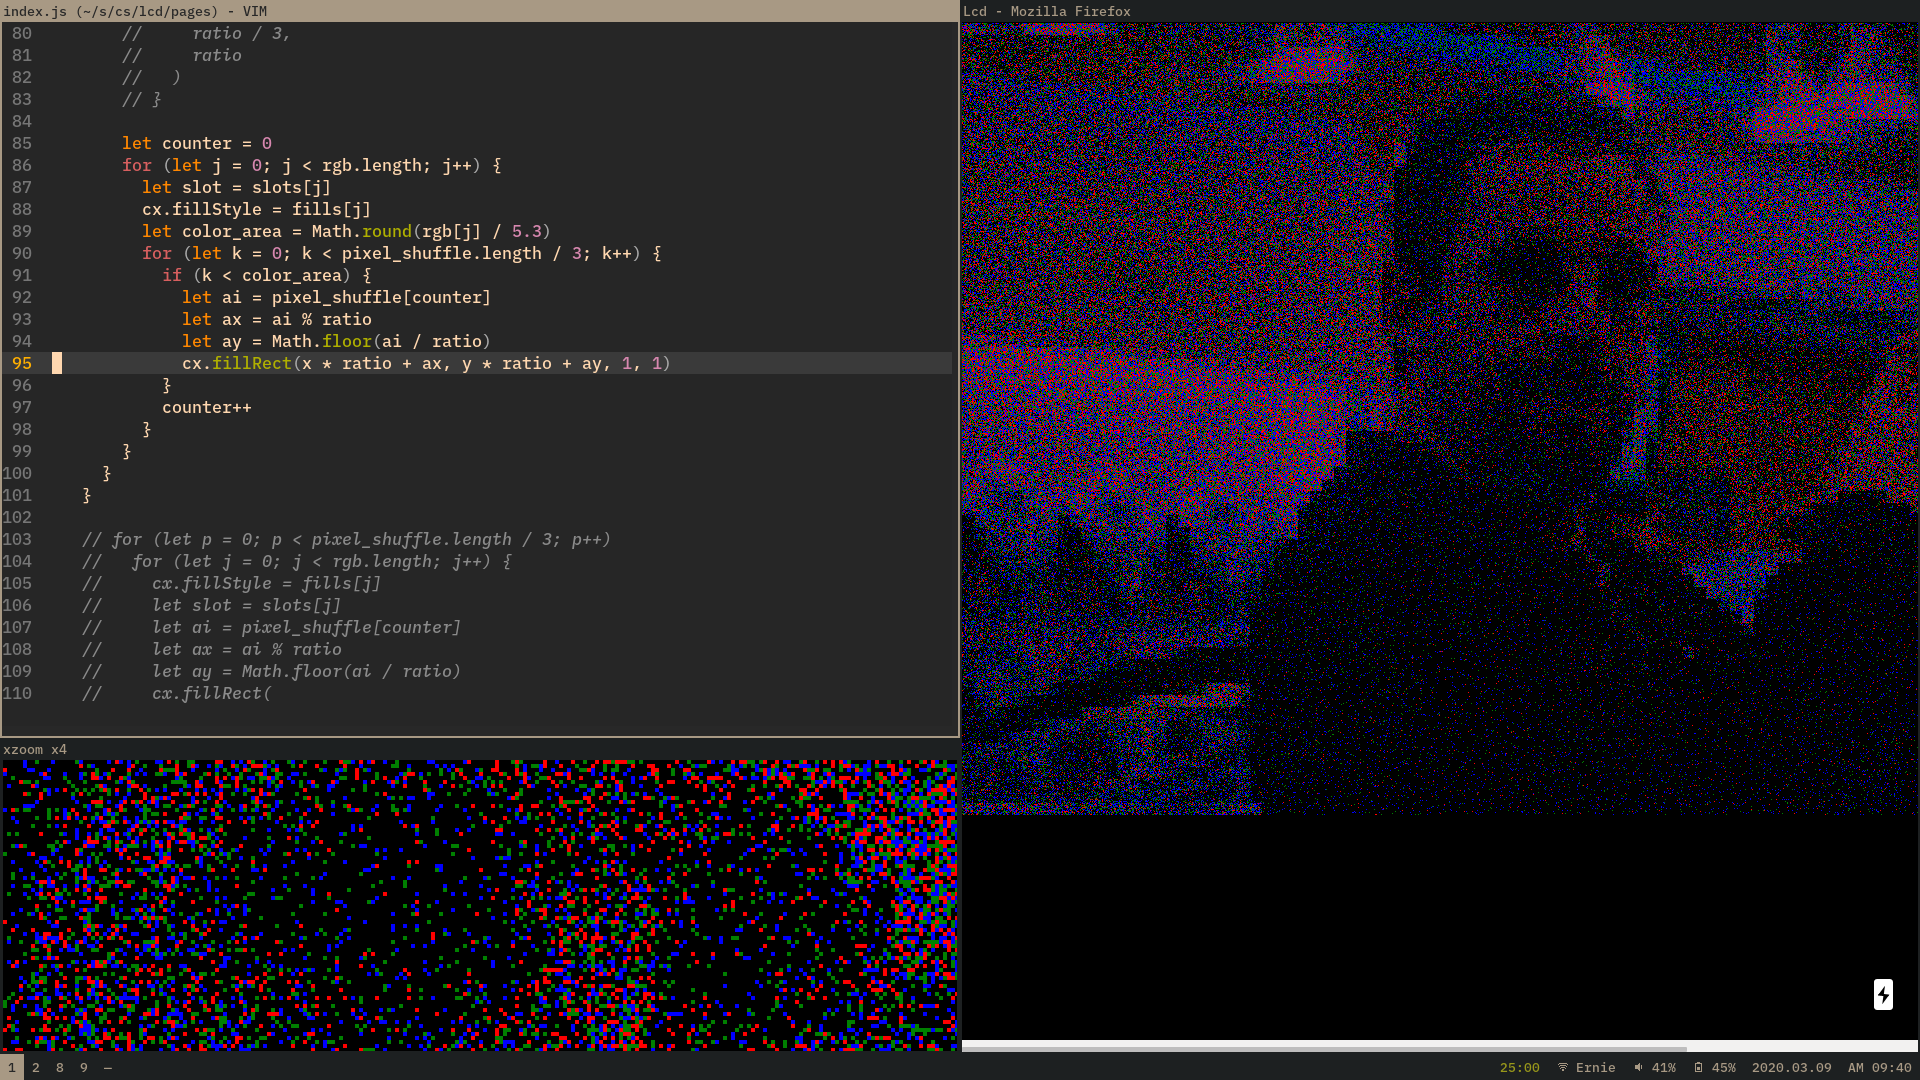 index.js (~/s/cs/lcd/pages) - VIM
80         //     ratio / 3,
81         //     ratio
82         //   )
83         // }
84
85         let counter = 0
86         for (let j = 0; j < rgb.length; j++) {
87           let slot = slots[j]
88           cx.fillStyle = fills[j]
89           let color_area = Math.round(rgb[j] / 5.3)
90           for (let k = 0; k < pixel_shuffle.length / 3; k++) {
91             if (k < color_area) {
92               let ai = pixel_shuffle[counter]
93               let ax = ai % ratio
94               let ay = Math.floor(ai / ratio)
95               cx.fillRect(x * ratio + ax, y * ratio + ay, 1, 1)
96             }
97             counter++
98           }
99         }
100       }
101     }
102
103     // for (let p = 0; p < pixel_shuffle.length / 3; p++)
104     //   for (let j = 0; j < rgb.length; j++) {
105     //     cx.fillStyle = fills[j]
106     //     let slot = slots[j]
107     //     let ai = pixel_shuffle[counter]
108     //     let ax = ai % ratio
109     //     let ay = Math.floor(ai / ratio)
110     //     cx.fillRect(
xzoom x4
Lcd - Mozilla Firefox
1 2 8 9 —
25:00 Ernie 41% 45% 2020.03.09 AM 09:40